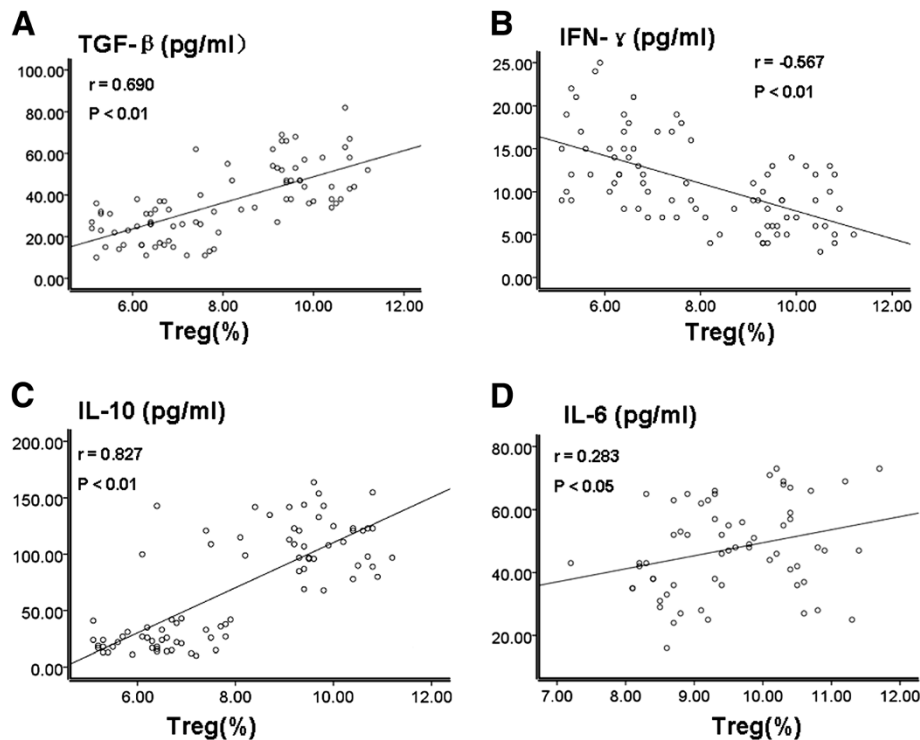 A
TGF-β (pg/ml）
r = 0.690
P < 0.01
100.00
80.00
60.00
40.00
20.00
0.00
6.00 8.00 10.00 12.00
Treg(%)
B
IFN-ɤ (pg/ml)
r = -0.567
P < 0.01
25.00
20.00
15.00
10.00
5.00
0.00
6.00 8.00 10.00 12.00
Treg(%)
C
IL-10 (pg/ml)
r = 0.827
P < 0.01
200.00
150.00
100.00
50.00
0.00
6.00 8.00 10.00 12.00
Treg(%)
D
IL-6 (pg/ml)
r = 0.283
P < 0.05
80.00
60.00
40.00
20.00
7.00 8.00 9.00 10.00 11.00 12.00
Treg(%)